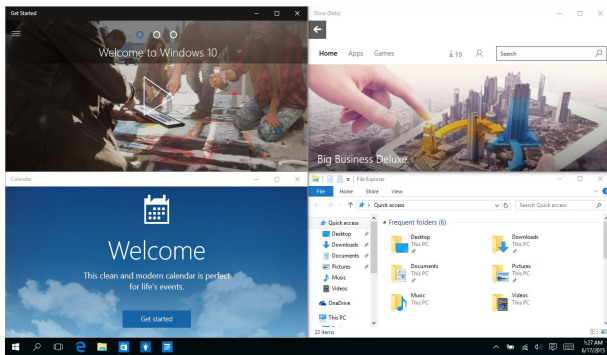 Get Started
Welcome to Windows 10
Store (Beta)
Home Apps Games 19 Search
Big Business Deluxe
Calendar
Welcome
This clean and modern calendar is perfect
for life's events.
Get started
File Explorer
File Home Share View
Quick access
Search Quick access
Quick access
Desktop
Downloads
Documents
Pictures
Music
Videos
OneDrive
This PC
Frequent folders (6)
Desktop
This PC
Downloads
This PC
Documents
This PC
Pictures
This PC
Music
This PC
Videos
This PC
22 items
1:27 AM
6/17/2015